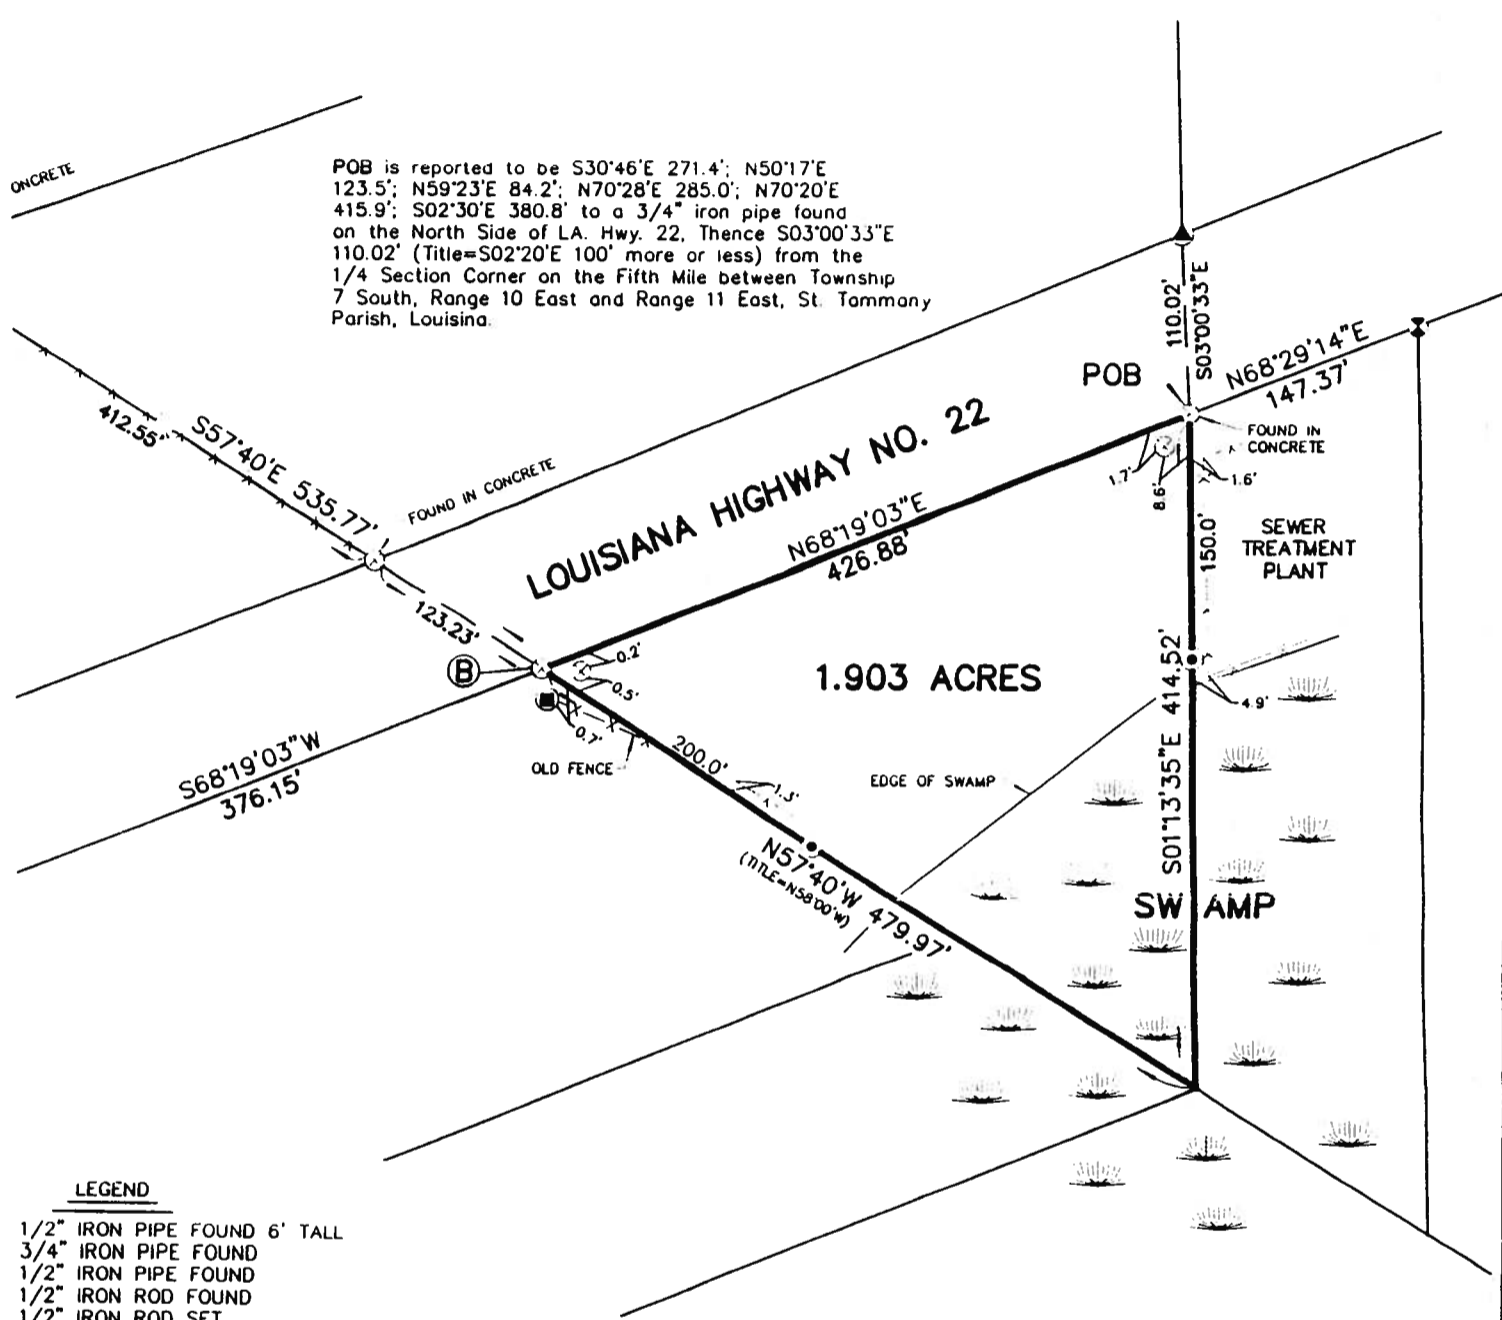 ONCRETE
POB is reported to be S30°46'E 271.4'; N50°17'E
123.5'; N59°23'E 84.2'; N70°28'E 285.0'; N70°20'E
415.9'; S02°30'E 380.8' to a 3/4" iron pipe found
on the North Side of LA. Hwy. 22, Thence S03°00'33"E
110.02' (Title=S02°20'E 100' more or less) from the
1/4 Section Corner on the Fifth Mile between Township
7 South, Range 10 East and Range 11 East, St. Tammany
Parish, Louisina.
110.02'
S03°00'33"E
POB
N68°29'14"E
147.37'
FOUND IN
CONCRETE
1.7'
8.6'
1.6'
150.0'
SEWER
TREATMENT
PLANT
S57°40'E 535.77'
412.55'
FOUND IN CONCRETE
LOUISIANA HIGHWAY NO. 22
N68°19'03"E
426.88'
123.23'
B
0.2'
0.5'
0.7'
OLD FENCE
200.0'
1.3'
1.903 ACRES
S01°13'35"E 414.52'
4.9'
S68°19'03"W
376.15'
EDGE OF SWAMP
N57°40'W 479.97'
(TITLE=N58°00'W)
SWAMP
LEGEND
1/2" IRON PIPE FOUND 6' TALL
3/4" IRON PIPE FOUND
1/2" IRON PIPE FOUND
1/2" IRON ROD FOUND
1/2" IRON ROD SET